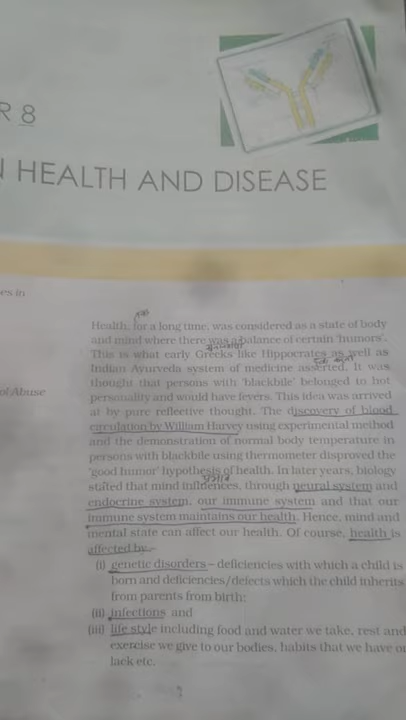 R 8
HEALTH AND DISEASE
es in
of Abuse
Health, for a long time, was considered as a state of body
and mind where there was a balance of certain 'humors'.
This is what early Greeks like Hippocrates as well as
Indian Ayurveda system of medicine asserted. It was
thought that persons with 'blackbile' belonged to hot
personality and would have fevers. This idea was arrived
at by pure reflective thought. The discovery of blood
circulation by William Harvey using experimental method
and the demonstration of normal body temperature in
persons with blackbile using thermometer disproved the
'good humor' hypothesis of health. In later years, biology
stated that mind influences, through neural system and
endocrine system, our immune system and that our
immune system maintains our health. Hence, mind and
mental state can affect our health. Of course, health is
affected by –
(i) genetic disorders – deficiencies with which a child is
born and deficiencies/defects which the child inherits
from parents from birth;
(ii) infections and
(iii) life style including food and water we take, rest and
exercise we give to our bodies, habits that we have or
lack etc.